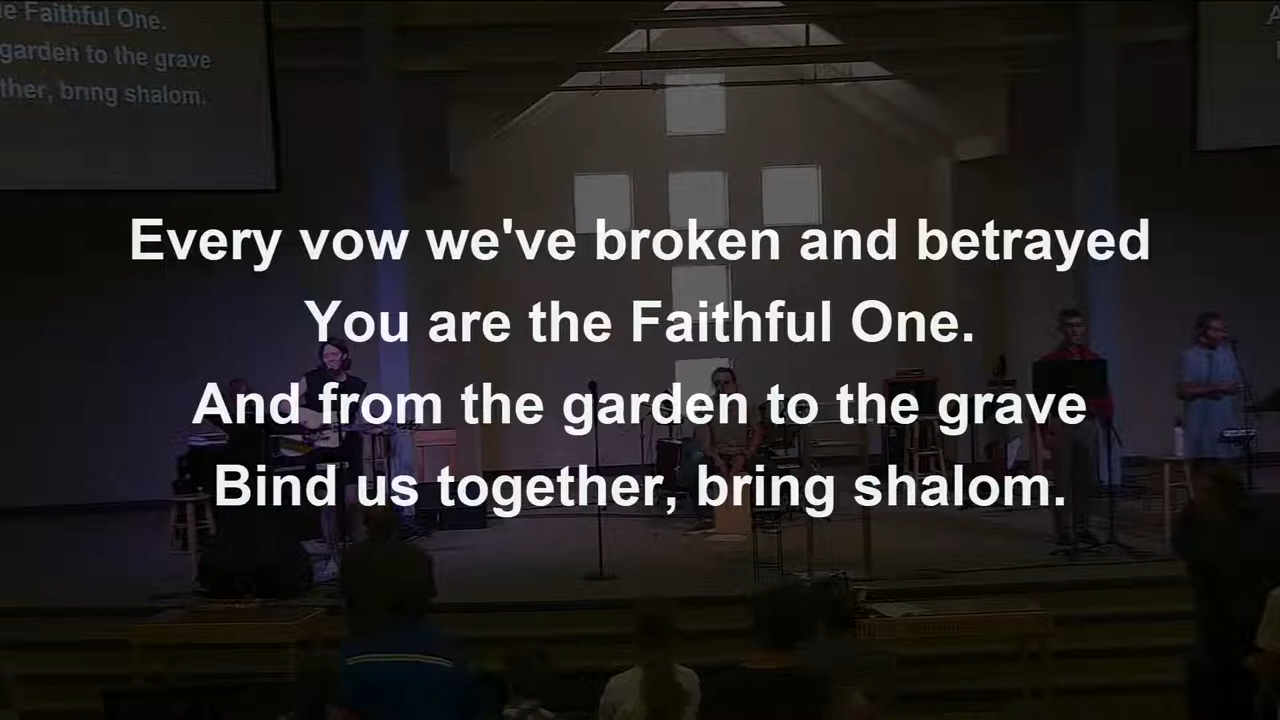 e Faithful One.
garden to the grave
ther, bring shalom.
Every vow we've broken and betrayed
You are the Faithful One.
And from the garden to the grave
Bind us together, bring shalom.